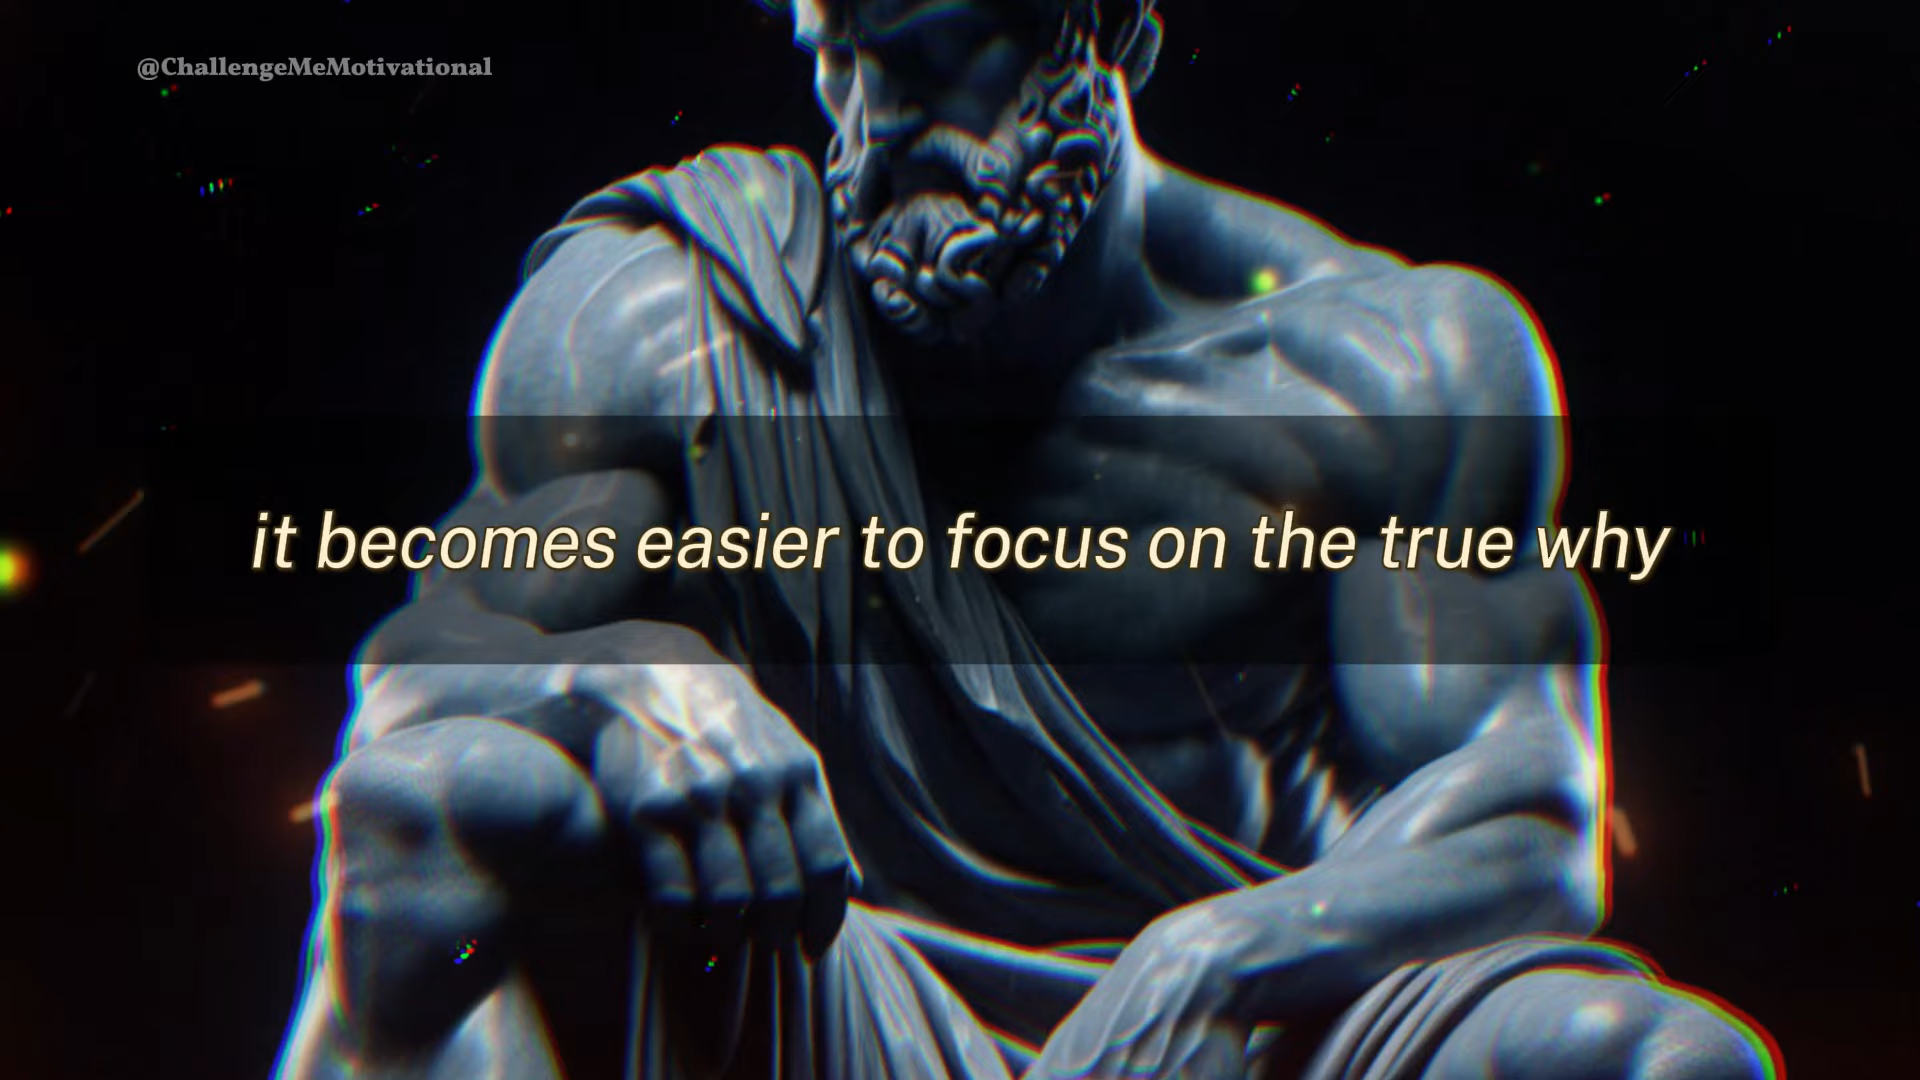 @ChallengeMeMotivational
it becomes easier to focus on the true why